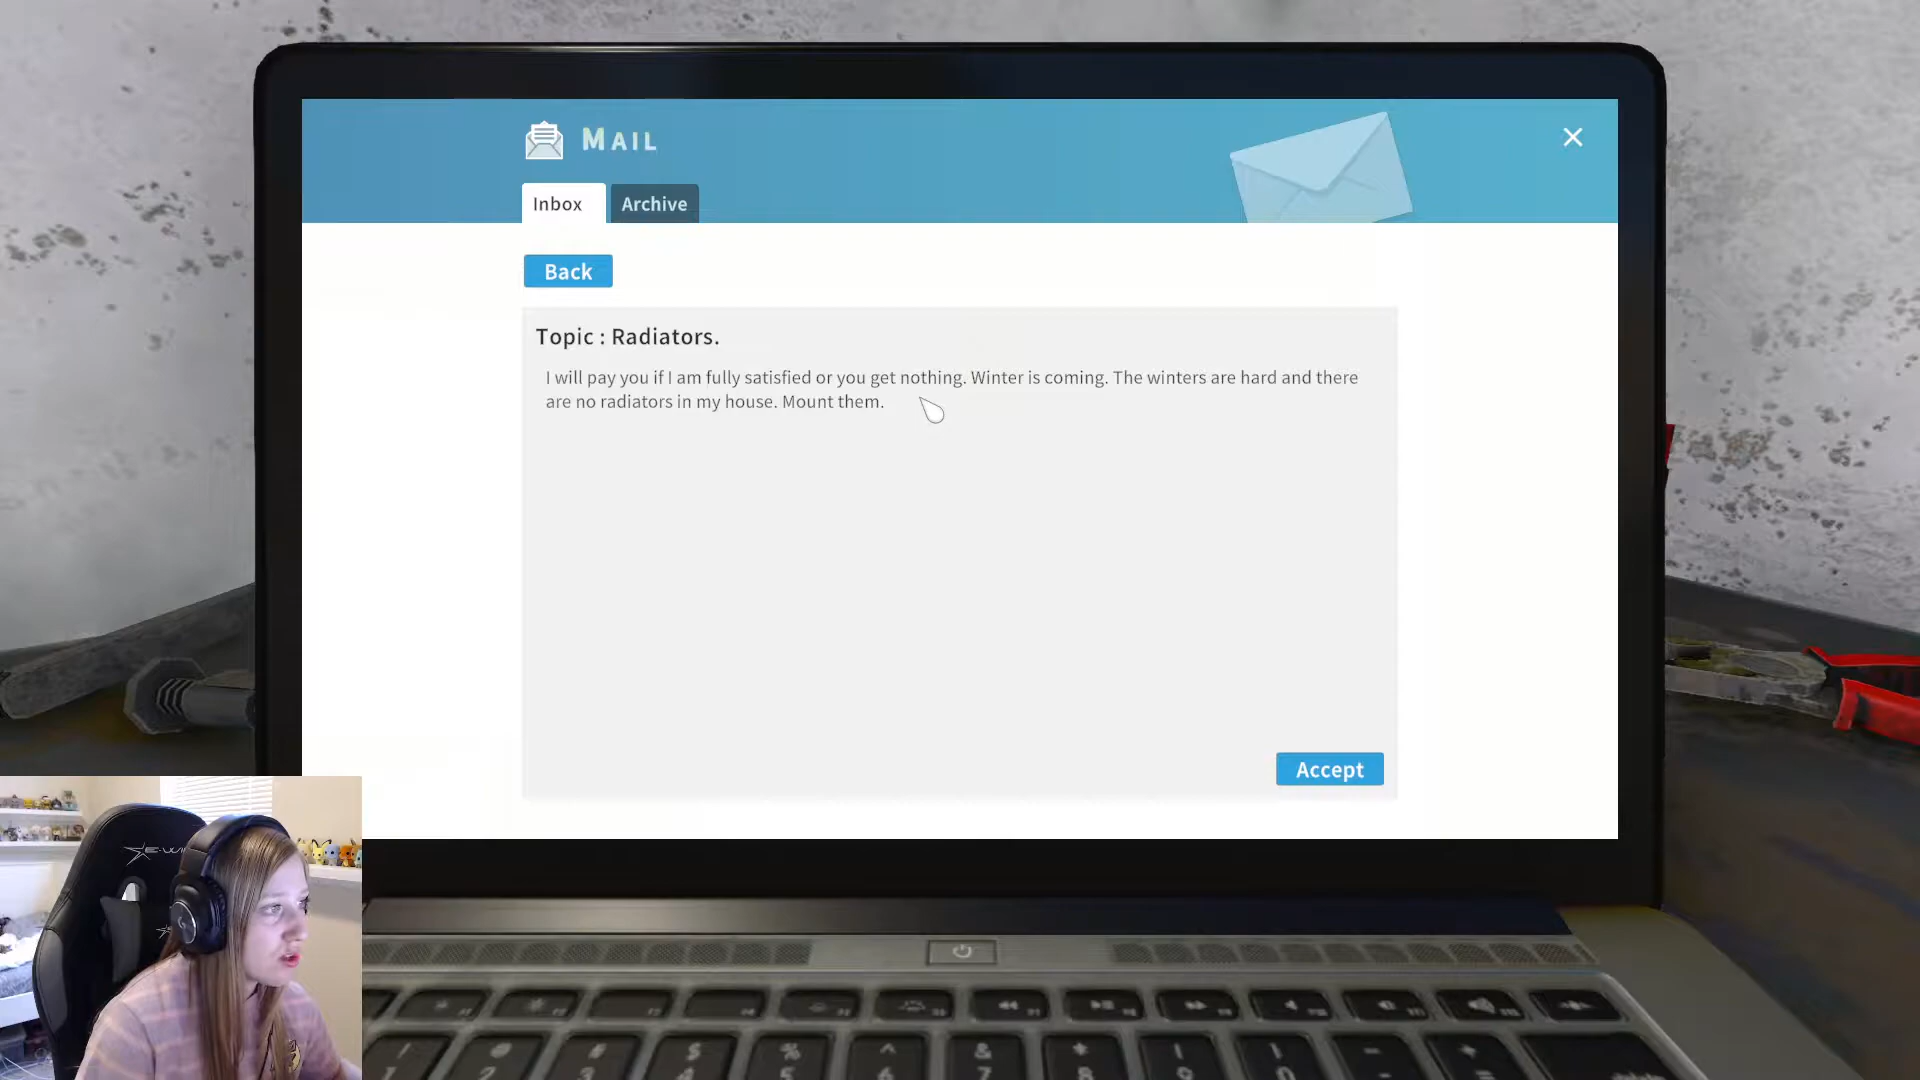 MAIL
Inbox
Archive
Back
Topic : Radiators.
I will pay you if I am fully satisfied or you get nothing. Winter is coming. The winters are hard and there
are no radiators in my house. Mount them.
Accept